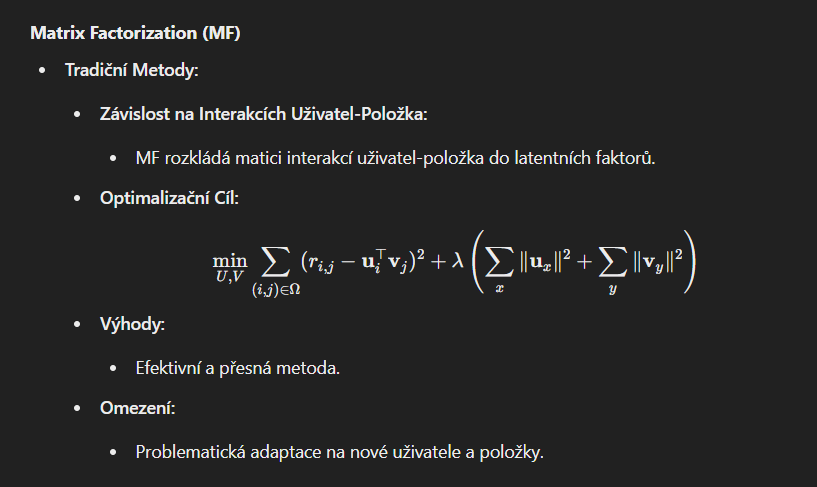 Matrix Factorization (MF)
• Tradiční Metody:
• Závislost na Interakcích Uživatel-Položka:
• MF rozkládá matici interakcí uživatel-položka do latentních faktorů.
• Optimalizační Cíl:
min_{U,V} ∑_{(i,j)∈Ω} (r_{i,j} − u_i^⊤ v_j)^2 + λ (∑_x ‖u_x‖^2 + ∑_y ‖v_y‖^2)
• Výhody:
• Efektivní a přesná metoda.
• Omezení:
• Problematická adaptace na nové uživatele a položky.